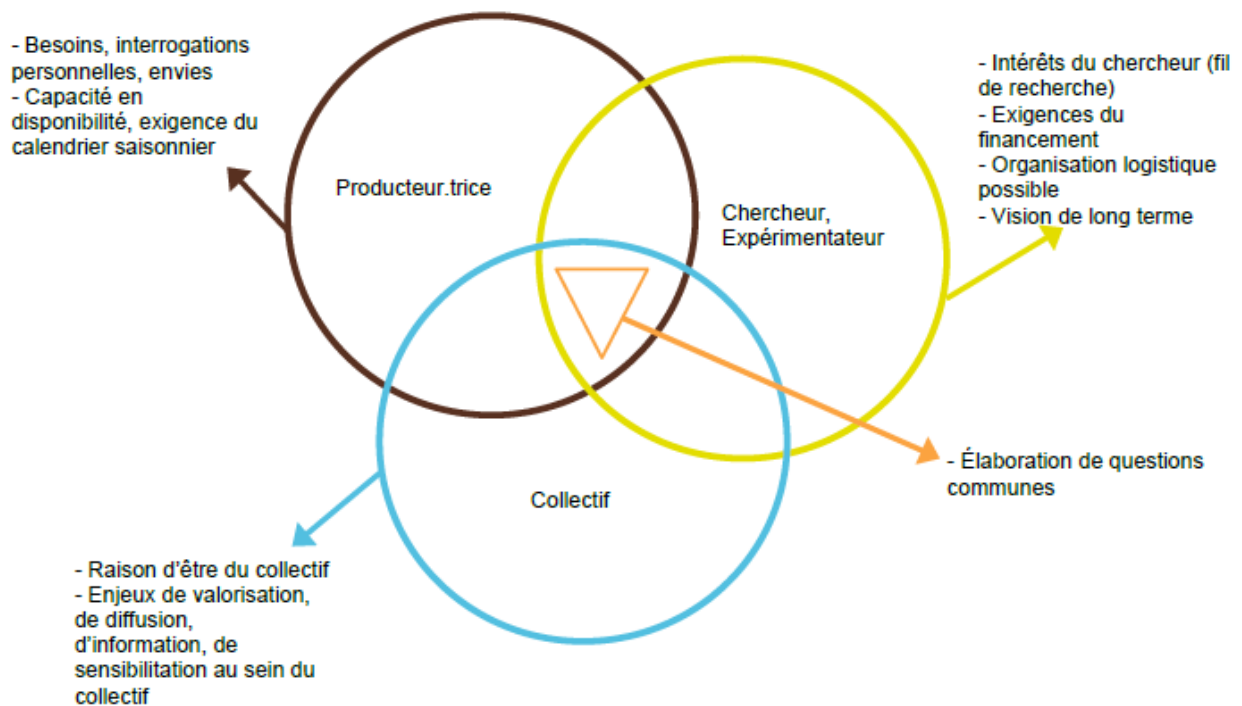 - Besoins, interrogations
personnelles, envies
- Capacité en
disponibilité, exigence du
calendrier saisonnier
- Intérêts du chercheur (fil
de recherche)
- Exigences du
financement
- Organisation logistique
possible
- Vision de long terme
Producteur.trice
Chercheur,
Expérimentateur
- Élaboration de questions
communes
Collectif
- Raison d'être du collectif
- Enjeux de valorisation,
de diffusion,
d'information, de
sensibilitation au sein du
collectif